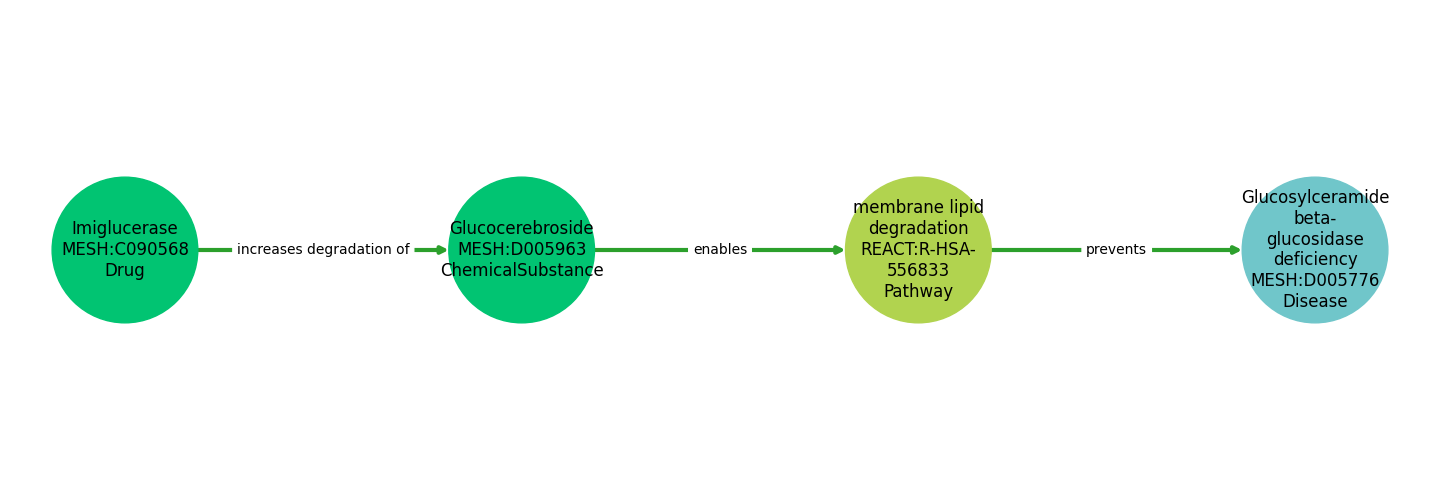 Imiglucerase
MESH:C090568
Drug
increases degradation of
Glucocerebroside
MESH:D005963
ChemicalSubstance
enables
membrane lipid
degradation
REACT:R-HSA-
556833
Pathway
prevents
Glucosylceramide
beta-
glucosidase
deficiency
MESH:D005776
Disease